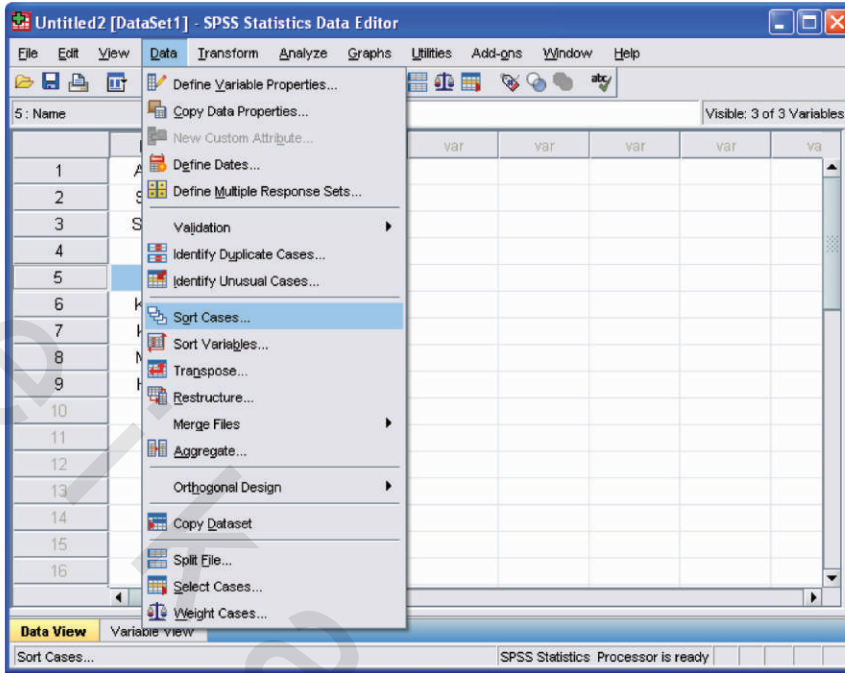 Untitled2 [DataSet1] - SPSS Statistics Data Editor
File Edit View Data Transform Analyze Graphs Utilities Add-ons Window Help
5 : Name
Visible: 3 of 3 Variables
var var var var va
1
2
3
4
5
6
7
8
9
10
11
12
13
14
15
16
Define Variable Properties...
Copy Data Properties...
New Custom Attribute...
Define Dates...
Define Multiple Response Sets...
Validation
Identify Duplicate Cases...
Identify Unusual Cases...
Sort Cases...
Sort Variables...
Transpose...
Restructure...
Merge Files
Aggregate...
Orthogonal Design
Copy Dataset
Split File...
Select Cases...
Weight Cases...
Data View Variable View
Sort Cases...
SPSS Statistics Processor is ready